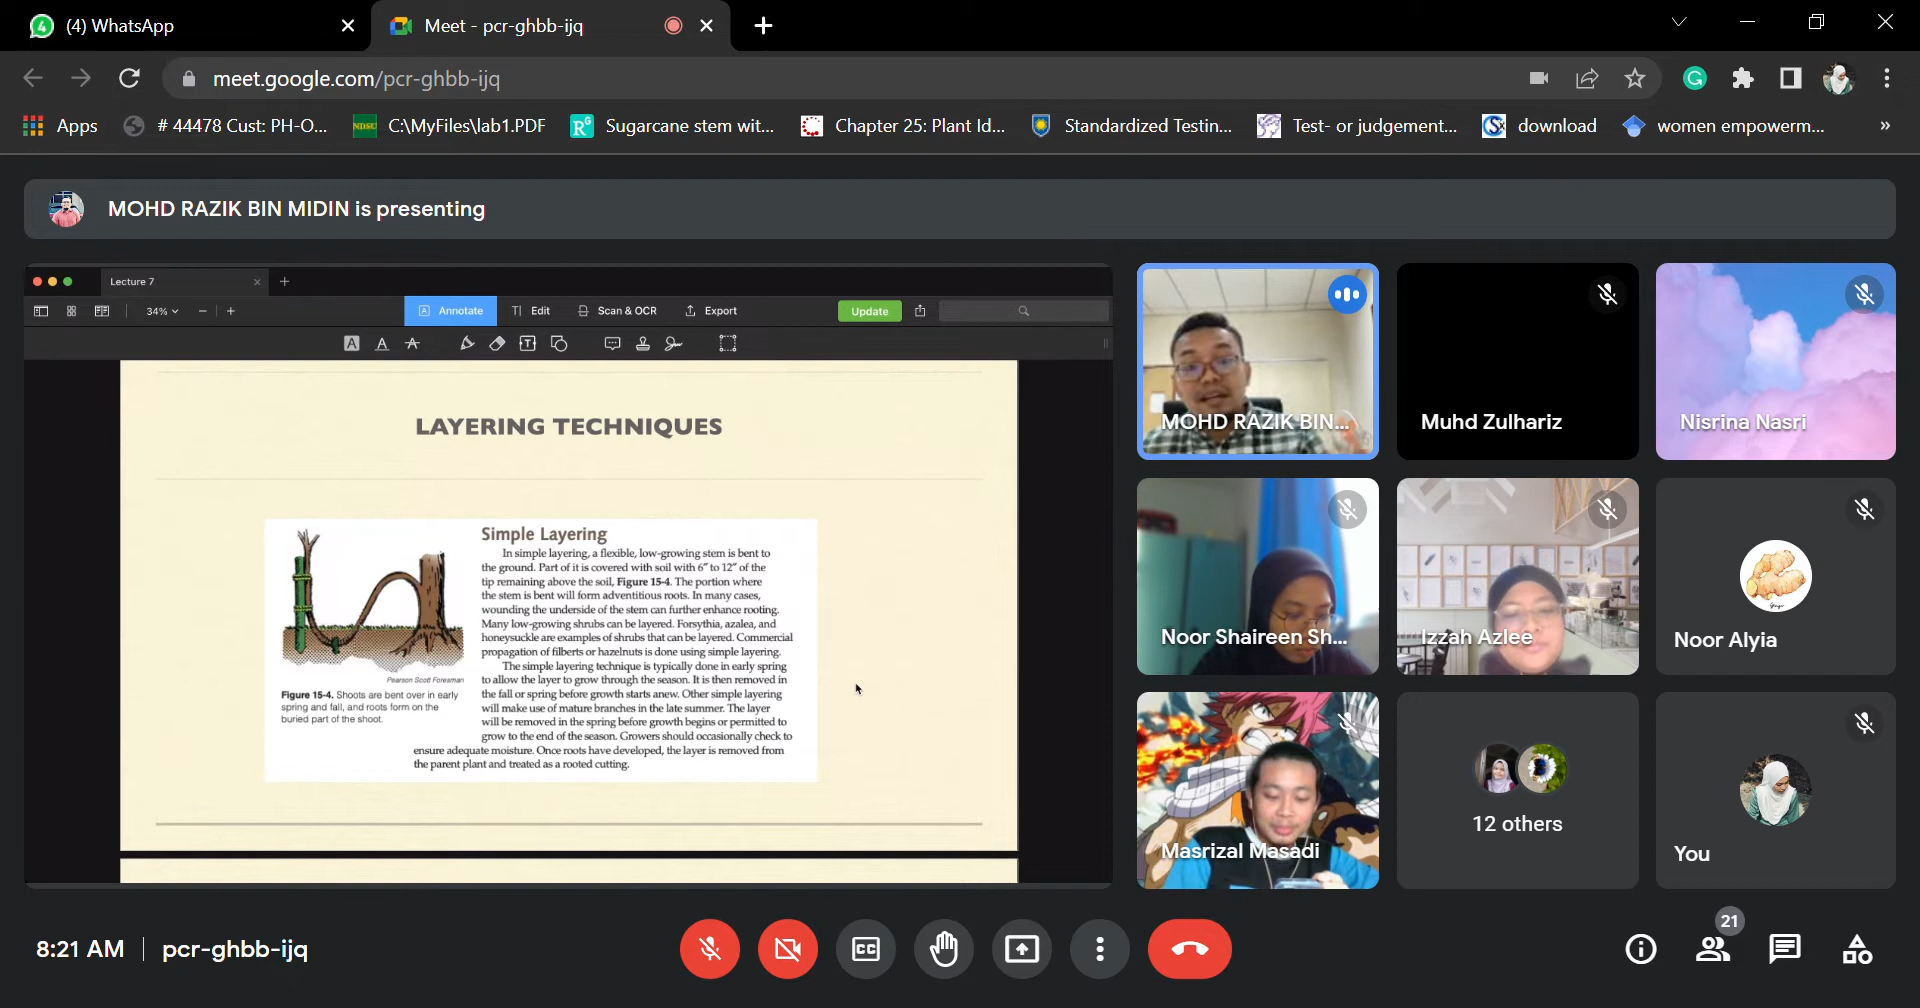 (4) WhatsApp
Meet - pcr-ghbb-ijq
meet.google.com/pcr-ghbb-ijq
Apps
# 44478 Cust: PH-O...
NDSU
C:\MyFiles\lab1.PDF
Sugarcane stem wit...
Chapter 25: Plant Id...
Standardized Testin...
Test- or judgement...
download
women empowerm...
»
MOHD RAZIK BIN MIDIN is presenting
Lecture 7
34%
Annotate
Edit
Scan & OCR
Export
Update
LAYERING TECHNIQUES
Simple Layering
In simple layering, a flexible, low-growing stem is bent to
the ground. Part of it is covered with soil with 6″ to 12″ of the
tip remaining above the soil, Figure 15-4. The portion where
the stem is bent will form adventitious roots. In many cases,
wounding the underside of the stem can further enhance rooting.
Many low-growing shrubs can be layered. Forsythia, azalea, and
honeysuckle are examples of shrubs that can be layered. Commercial
propagation of filberts or hazelnuts is done using simple layering.
The simple layering technique is typically done in early spring
to allow the layer to grow through the season. It is then removed in
the fall or spring before growth starts anew. Other simple layering
will make use of mature branches in the late summer. The layer
will be removed in the spring before growth begins or permitted to
grow to the end of the season. Growers should occasionally check to
ensure adequate moisture. Once roots have developed, the layer is removed from
the parent plant and treated as a rooted cutting.
Pearson Scott Foresman
Figure 15-4. Shoots are bent over in early
spring and fall, and roots form on the
buried part of the shoot.
MOHD RAZIK BIN...
Muhd Zulhariz
Nisrina Nasri
Noor Shaireen Sh...
Izzah Azlee
Noor Alyia
Masrizal Masadi
12 others
You
8:21 AM
pcr-ghbb-ijq
CC
21